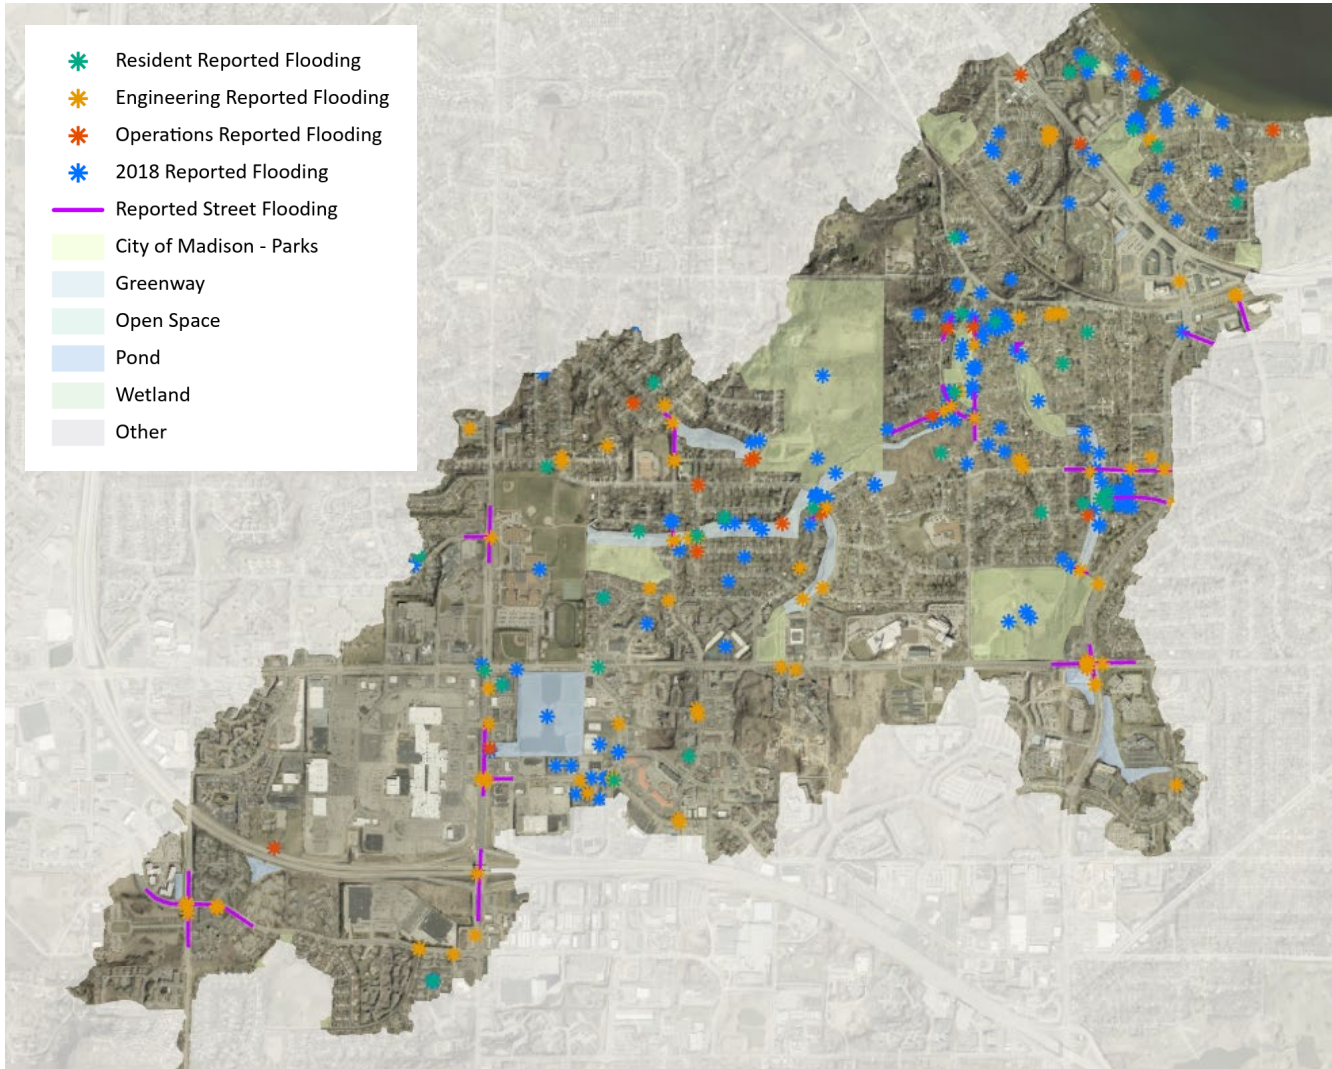 Resident Reported Flooding
Engineering Reported Flooding
Operations Reported Flooding
2018 Reported Flooding
Reported Street Flooding
City of Madison - Parks
Greenway
Open Space
Pond
Wetland
Other